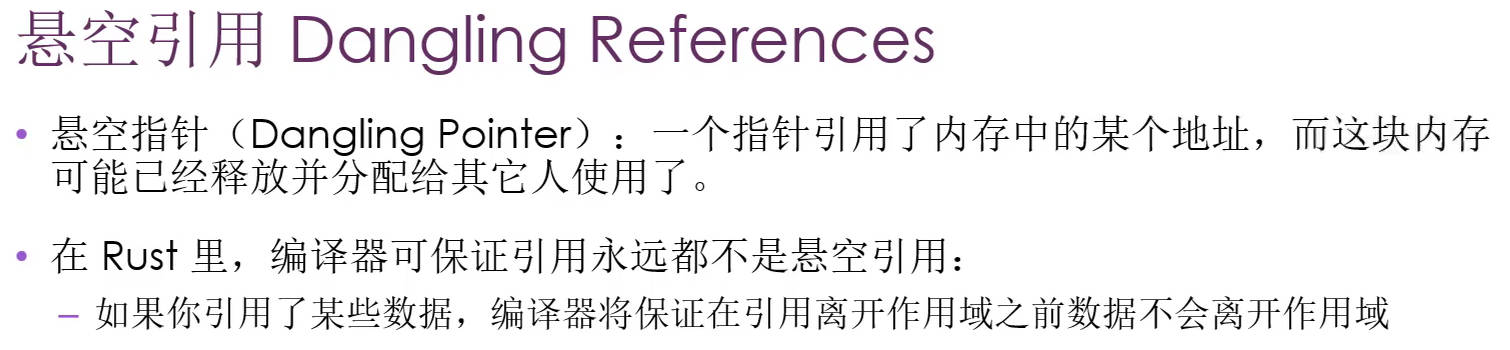 悬空引用 Dangling References
• 悬空指针（Dangling Pointer）：一个指针引用了内存中的某个地址，而这块内存
可能已经释放并分配给其它人使用了。
• 在 Rust 里，编译器可保证引用永远都不是悬空引用：
– 如果你引用了某些数据，编译器将保证在引用离开作用域之前数据不会离开作用域